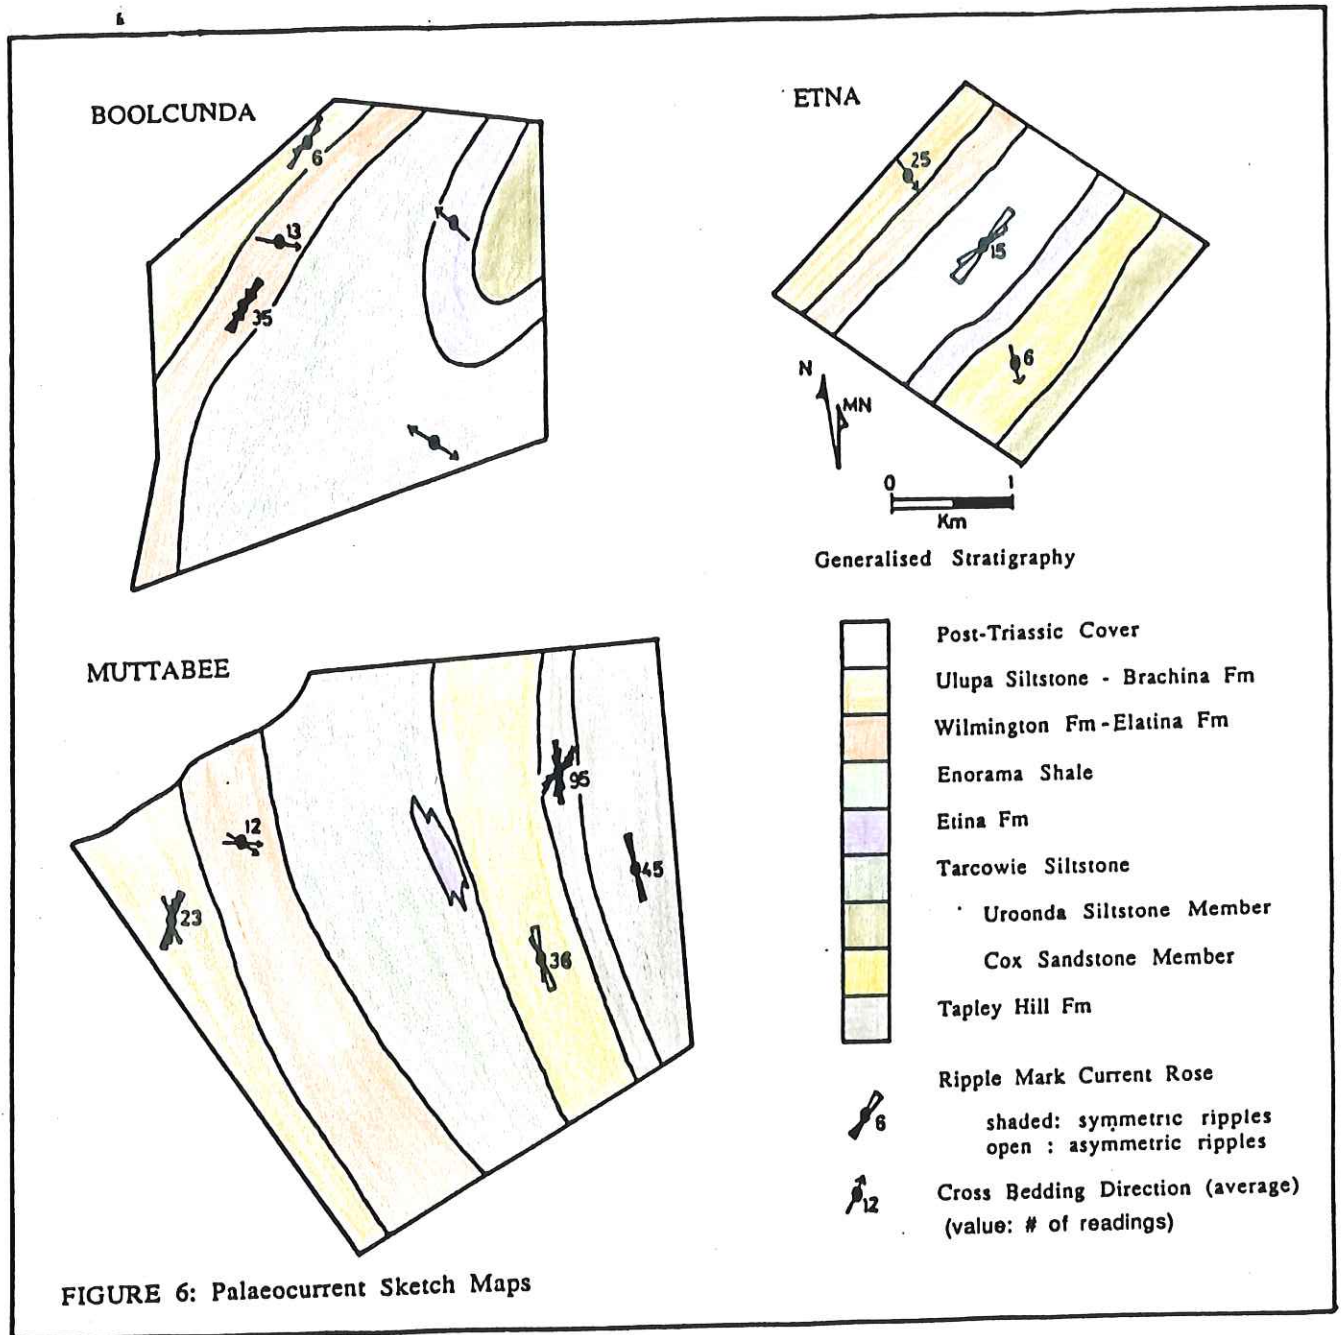 BOOLCUNDA
6
13
35
ETNA
25
15
6
N
MN
0 1
Km
Generalised Stratigraphy
Post-Triassic Cover
Ulupa Siltstone - Brachina Fm
Wilmington Fm - Elatina Fm
Enorama Shale
Etina Fm
Tarcowie Siltstone
Uroonda Siltstone Member
Cox Sandstone Member
Tapley Hill Fm
Ripple Mark Current Rose
6
shaded: symmetric ripples
open : asymmetric ripples
12
Cross Bedding Direction (average)
(value: # of readings)
MUTTABEE
95
12
45
23
36
FIGURE 6: Palaeocurrent Sketch Maps